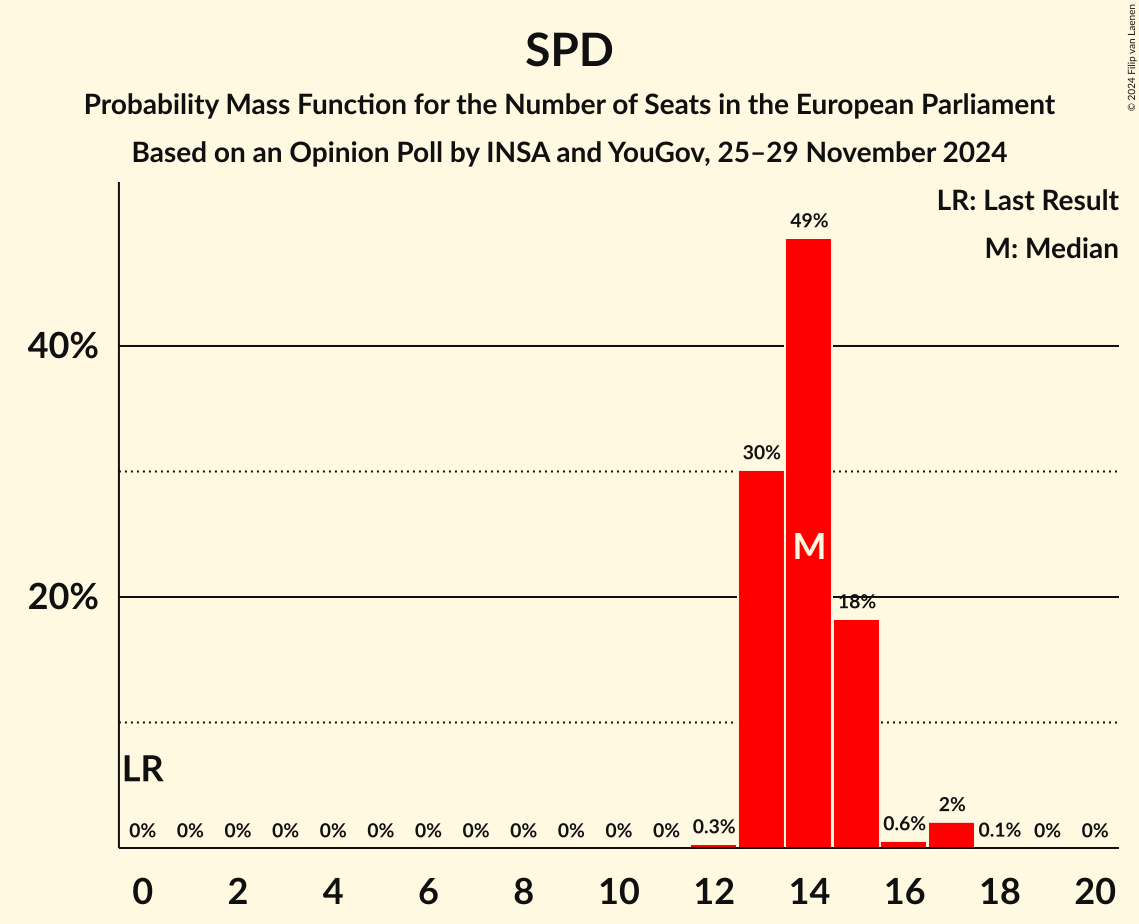 SPD
Probability Mass Function for the Number of Seats in the European Parliament
Based on an Opinion Poll by INSA and YouGov, 25–29 November 2024
© 2024 Filip van Laenen
LR: Last Result
M: Median
49%
40%
30%
M
20%
18%
LR
0% 0% 0% 0% 0% 0% 0% 0% 0% 0% 0% 0% 0.3% 0.6% 2% 0.1% 0% 0%
0 2 4 6 8 10 12 14 16 18 20